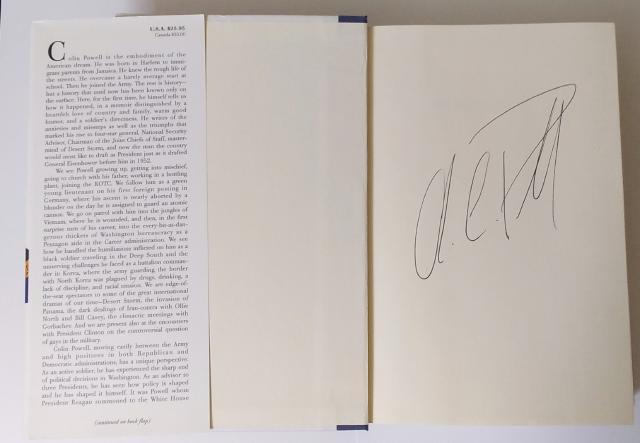 U.S.A. $25.95
Canada $35.00
Colin Powell is the embodiment of the
American dream. He was born in Harlem to immi-
grant parents from Jamaica. He knew the rough life of
the streets. He overcame a barely average start at
school. Then he joined the Army. The rest is history—
but a history that until now has been known only on
the surface. Here, for the first time, he himself tells us
how it happened, in a memoir distinguished by a
heartfelt love of country and family, warm good
humor, and a soldier's directness. He writes of the
anxieties and missteps as well as the triumphs that
marked his rise to four-star general, National Security
Advisor, Chairman of the Joint Chiefs of Staff, master-
mind of Desert Storm, and now the man the country
would most like to draft as President just as it drafted
General Eisenhower before him in 1952.
We see Powell growing up, getting into mischief,
going to church with his father, working in a bottling
plant, joining the ROTC. We follow him as a green
young lieutenant on his first foreign posting in
Germany, where his ascent is nearly aborted by a
blunder on the day he is assigned to guard an atomic
cannon. We go on patrol with him into the jungles of
Vietnam, where he is wounded, and then, in the first
surprise turn of his career, into the every-bit-as-dan-
gerous thickets of Washington bureaucracy as a
Pentagon aide in the Carter administration. We see
how he handled the humiliations inflicted on him as a
black soldier traveling in the Deep South and the
unnerving challenges he faced as a battalion comman-
der in Korea, where the army guarding the border
with North Korea was plagued by drugs, drinking, a
lack of discipline, and racial tension. We are edge-of-
the-seat spectators to some of the great international
dramas of our time—Desert Storm, the invasion of
Panama, the dark dealings of Iran-contra with Ollie
North and Bill Casey, the climactic meetings with
Gorbachev. And we are present also at the encounters
with President Clinton on the controversial question
of gays in the military.
Colin Powell, moving easily between the Army
and high positions in both Republican and
Democratic administrations, has a unique perspective.
As an active soldier, he has experienced the sharp end
of political decisions in Washington. As an advisor to
three Presidents, he has seen how policy is shaped
and he has shaped it himself. It was Powell whom
President Reagan summoned to the White House
(continued on back flap)